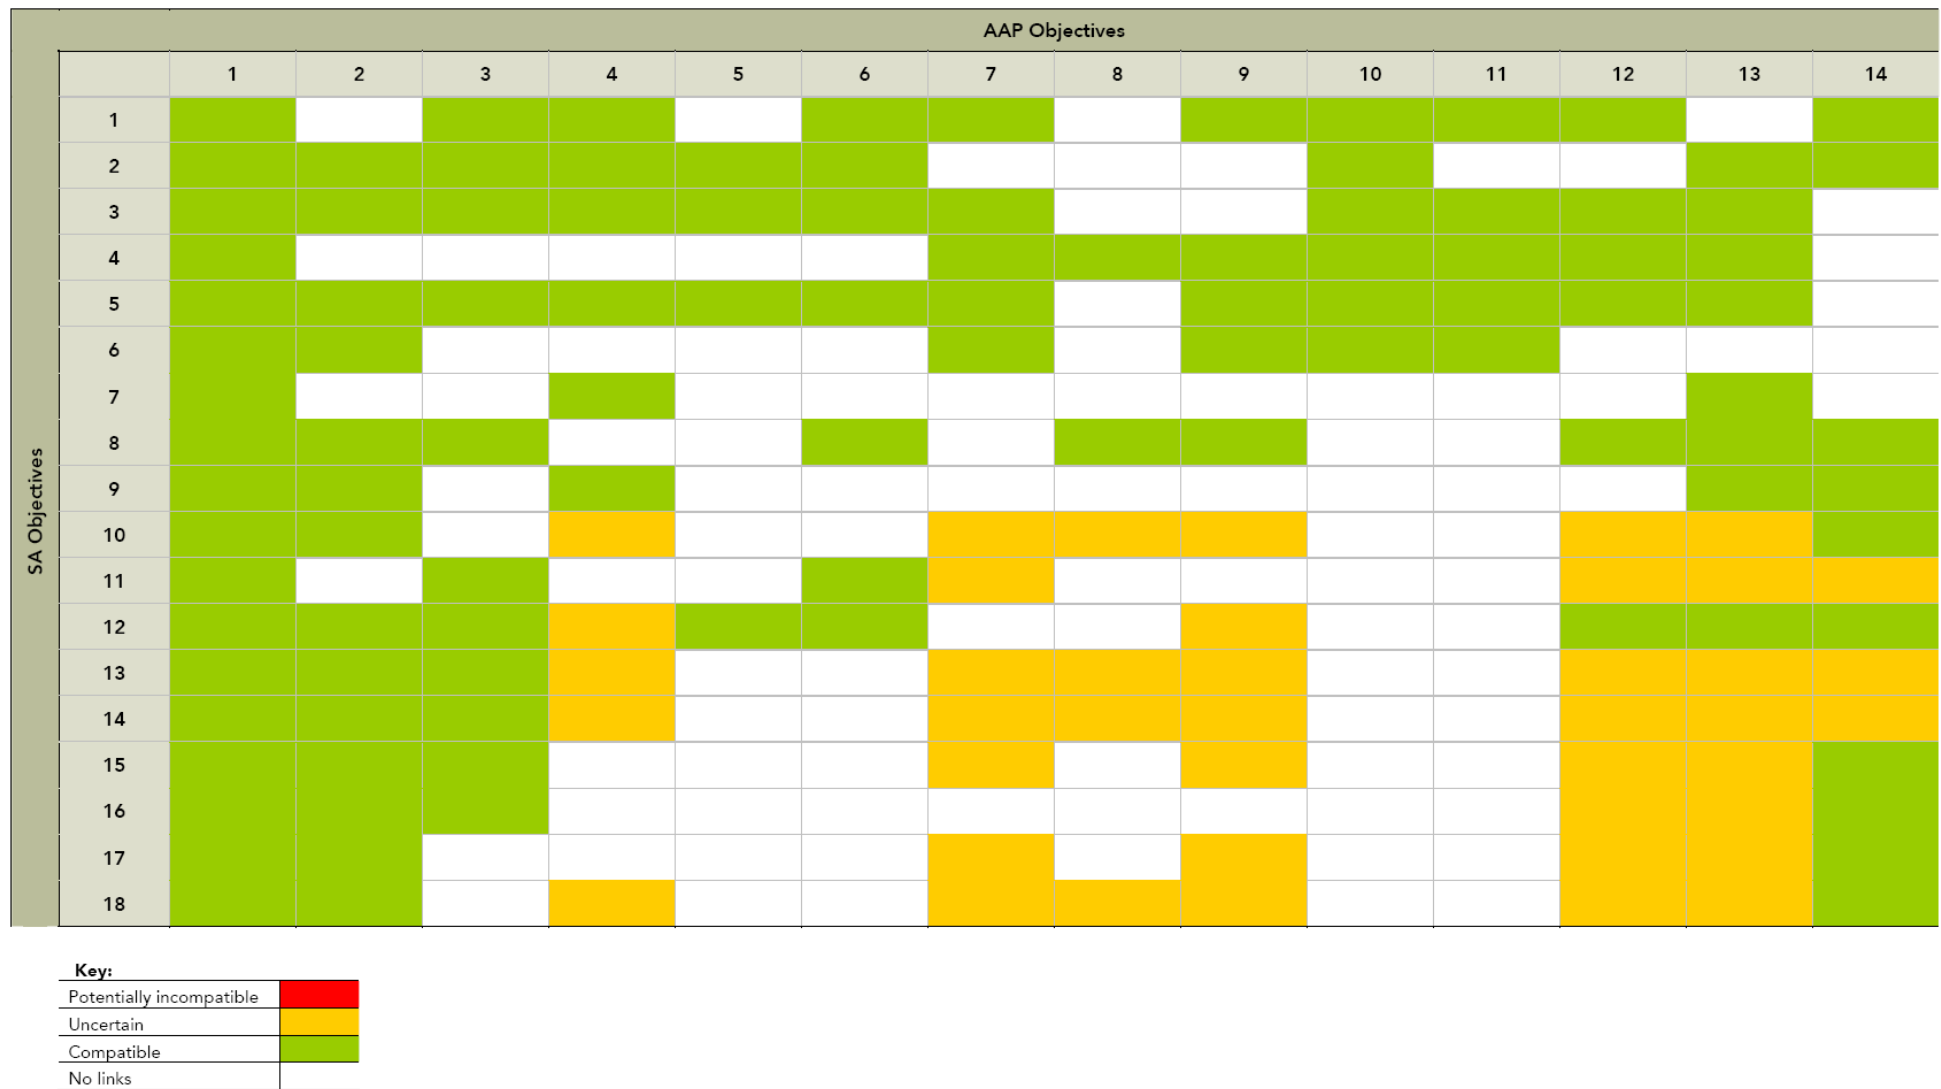 AAP Objectives
1 2 3 4 5 6 7 8 9 10 11 12 13 14
SA Objectives
1
2
3
4
5
6
7
8
9
10
11
12
13
14
15
16
17
18
Key:
Potentially incompatible
Uncertain
Compatible
No links